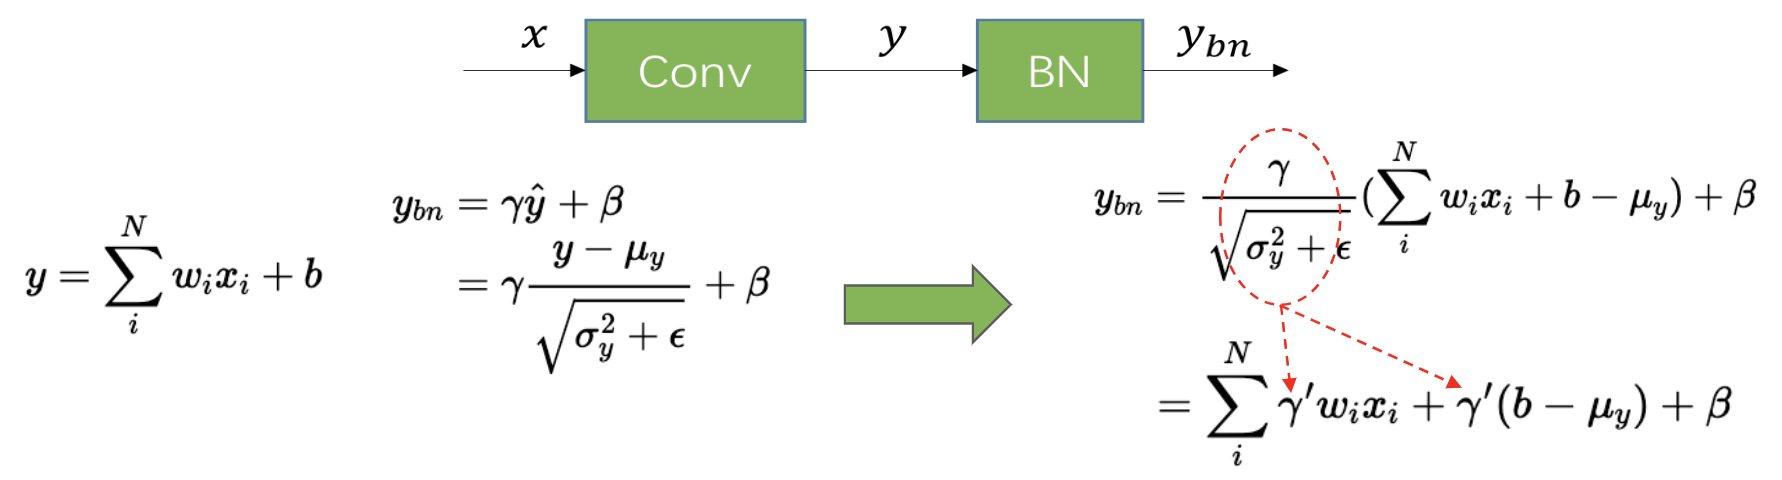 x Conv y BN y_{bn}
y = \sum_{i}^{N} w_i x_i + b
y_{bn} = \gamma \hat{y} + \beta
= \gamma \frac{y - \mu_y}{\sqrt{\sigma_y^2 + \epsilon}} + \beta
y_{bn} = \frac{\gamma}{\sqrt{\sigma_y^2 + \epsilon}} (\sum_{i}^{N} w_i x_i + b - \mu_y) + \beta
= \sum_{i}^{N} \gamma' w_i x_i + \gamma' (b - \mu_y) + \beta